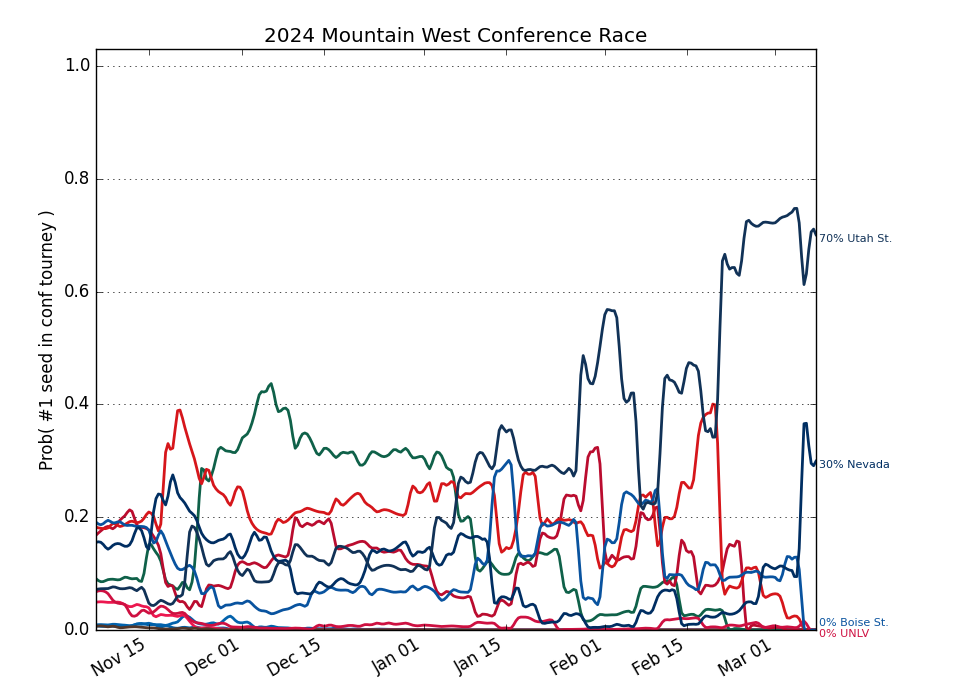 2024 Mountain West Conference Race
Prob( #1 seed in conf tourney )
1.0
0.8
0.6
0.4
0.2
0.0
Nov 15
Dec 01
Dec 15
Jan 01
Jan 15
Feb 01
Feb 15
Mar 01
70% Utah St.
30% Nevada
0% Boise St.
0% UNLV